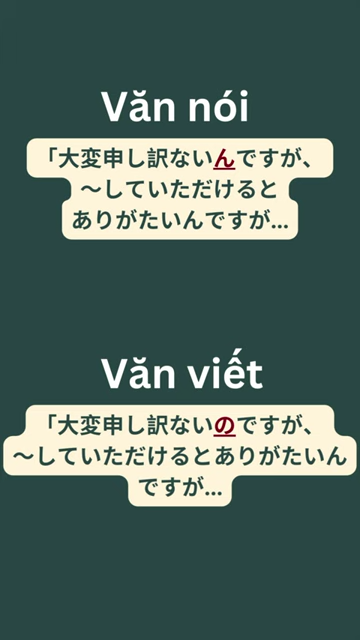 Văn nói
「大変申し訳ないんですが、
～していただけると
ありがたいんですが...
Văn viết
「大変申し訳ないのですが、
～していただけるとありがたいん
ですが...